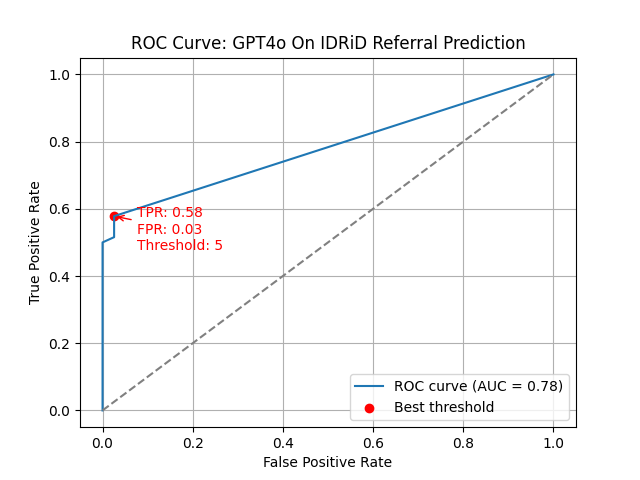 ROC Curve: GPT4o On IDRiD Referral Prediction
1.0
0.8
0.6
0.4
0.2
0.0
True Positive Rate
TPR: 0.58
FPR: 0.03
Threshold: 5
ROC curve (AUC = 0.78)
Best threshold
0.0 0.2 0.4 0.6 0.8 1.0
False Positive Rate